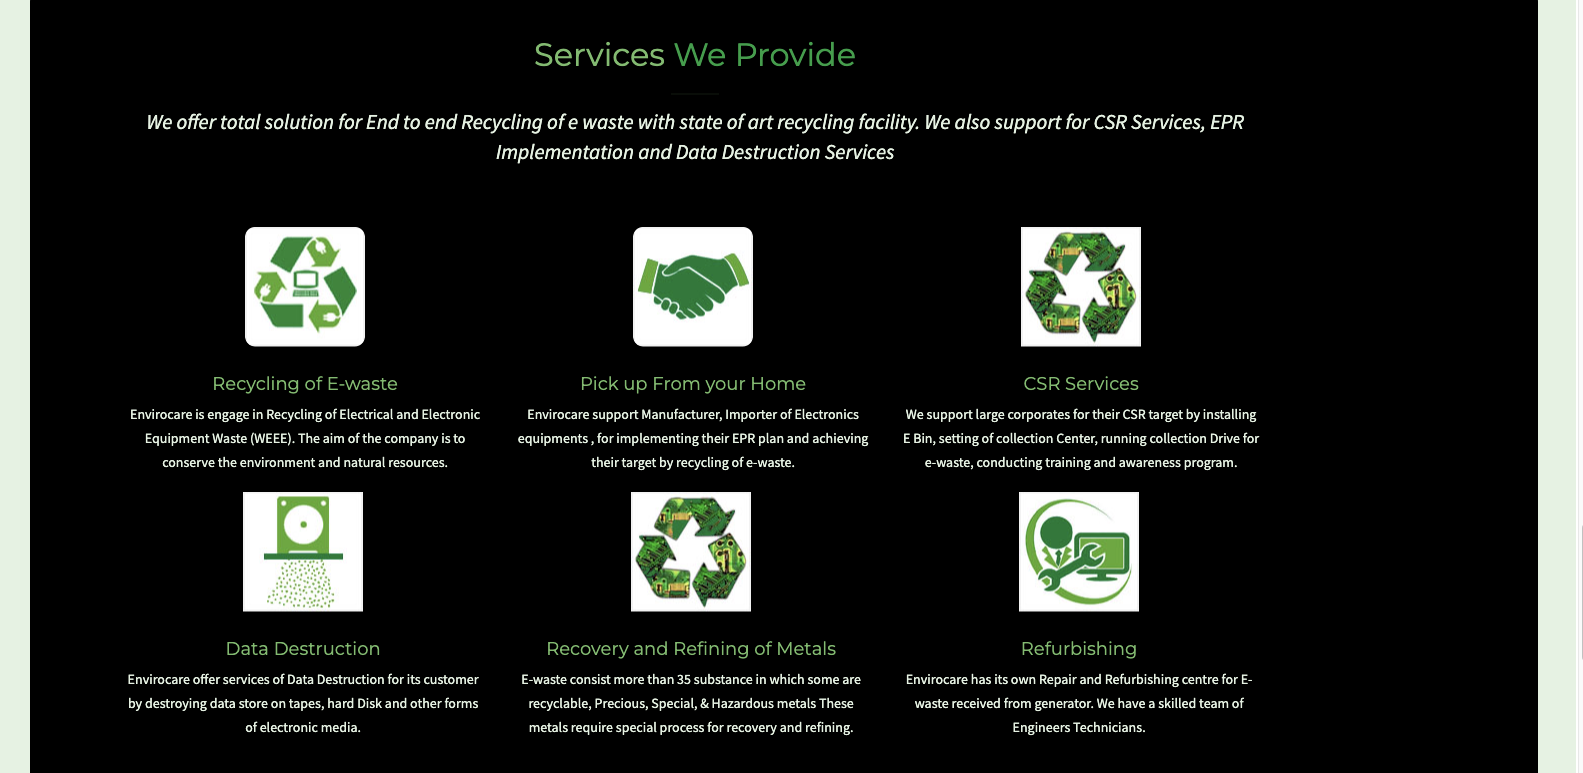 Services We Provide
We offer total solution for End to end Recycling of e waste with state of art recycling facility. We also support for CSR Services, EPR
Implementation and Data Destruction Services
Recycling of E-waste
Envirocare is engage in Recycling of Electrical and Electronic
Equipment Waste (WEEE). The aim of the company is to
conserve the environment and natural resources.
Pick up From your Home
Envirocare support Manufacturer, Importer of Electronics
equipments , for implementing their EPR plan and achieving
their target by recycling of e-waste.
CSR Services
We support large corporates for their CSR target by installing
E Bin, setting of collection Center, running collection Drive for
e-waste, conducting training and awareness program.
Data Destruction
Envirocare offer services of Data Destruction for its customer
by destroying data store on tapes, hard Disk and other forms
of electronic media.
Recovery and Refining of Metals
E-waste consist more than 35 substance in which some are
recyclable, Precious, Special, & Hazardous metals These
metals require special process for recovery and refining.
Refurbishing
Envirocare has its own Repair and Refurbishing centre for E-
waste received from generator. We have a skilled team of
Engineers Technicians.